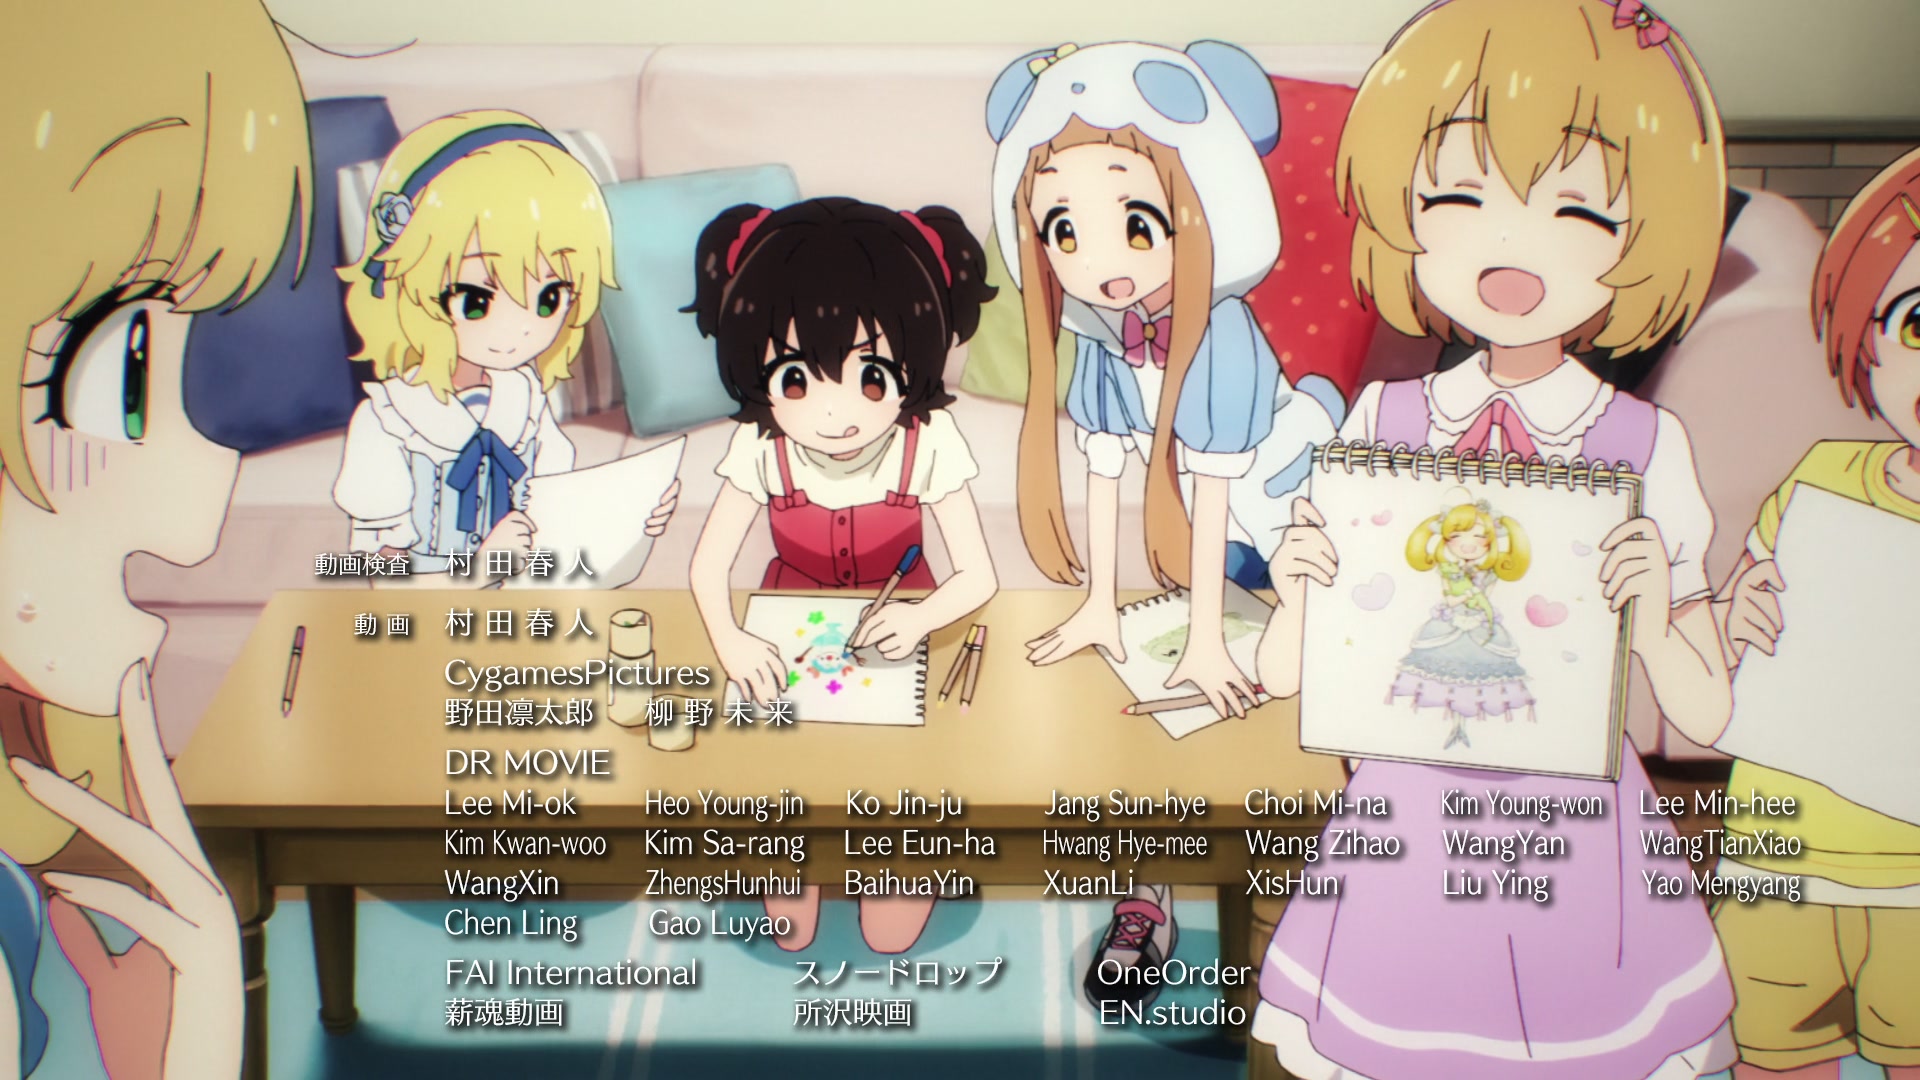 動画検査 村田春人
動画 村田春人
CygamesPictures
野田凛太郎 柳野未来
DR MOVIE
Lee Mi-ok Heo Young-jin Ko Jin-ju Jang Sun-hye Choi Mi-na Kim Young-won Lee Min-hee
Kim Kwan-woo Kim Sa-rang Lee Eun-ha Hwang Hye-mee Wang Zihao WangYan WangTianXiao
WangXin ZhengsHunhui BaihuaYin XuanLi XisHun Liu Ying Yao Mengyang
Chen Ling Gao Luyao
FAI International スノードロップ OneOrder
薪魂動画 所沢映画 EN.studio